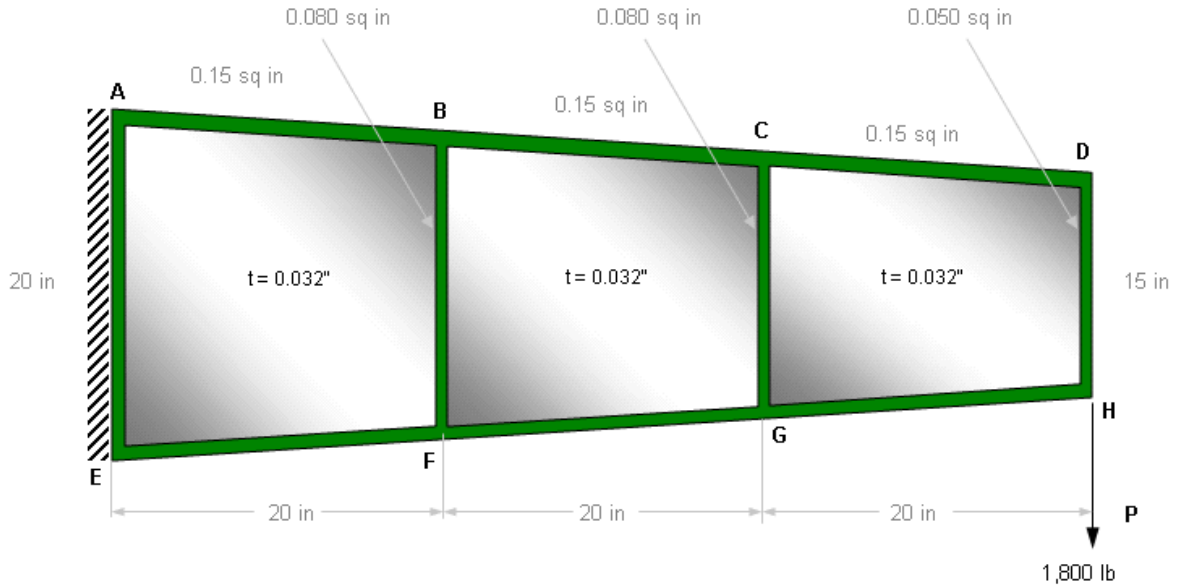 0.080 sq in
0.080 sq in
0.050 sq in
0.15 sq in
A
B
0.15 sq in
C
0.15 sq in
D
20 in
t = 0.032"
t = 0.032"
t = 0.032"
15 in
E
F
G
H
20 in
20 in
20 in
P
1,800 lb